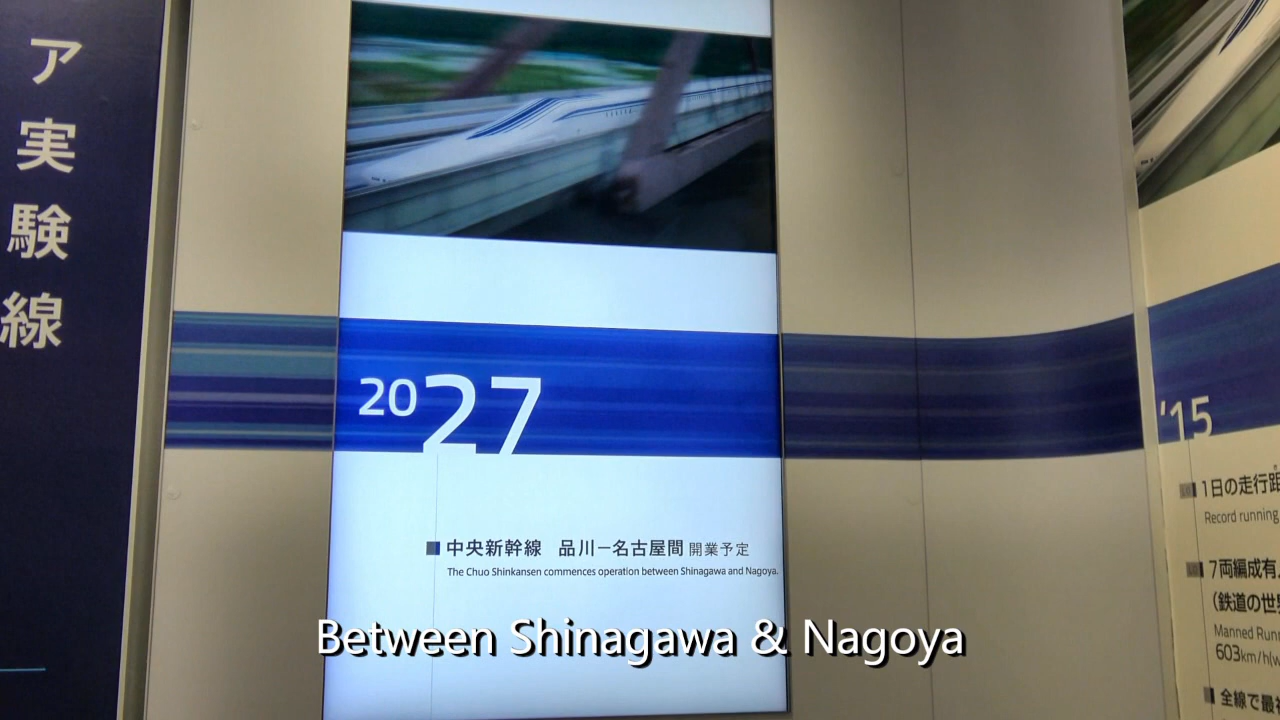 ア実験線
2027
中央新幹線 品川－名古屋間 開業予定
The Chuo Shinkansen commences operation between Shinagawa and Nagoya.
'15
1日の走行距
Record running
7両編成有人
(鉄道の世界
Manned Runn
603km/h(w
全線で最初
Between Shinagawa & Nagoya